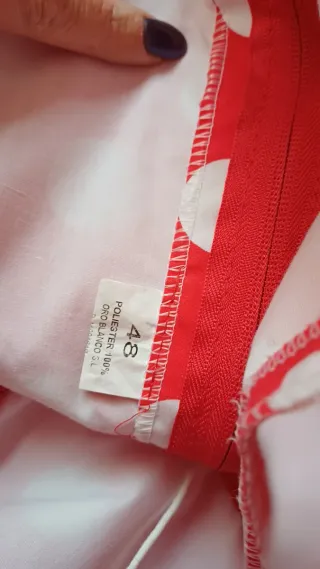 48
POLIESTER 100%
ORO BLANCO S.L